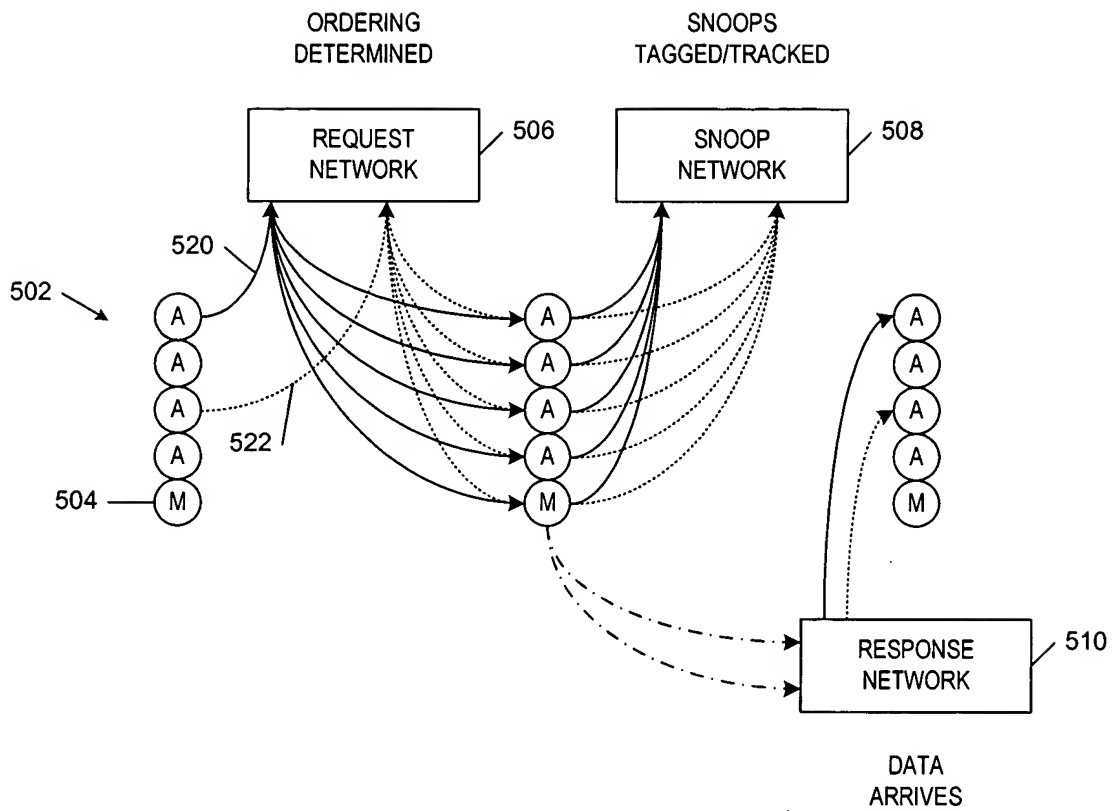 ORDERING
DETERMINED
SNOOPS
TAGGED/TRACKED
REQUEST
NETWORK
506
SNOOP
NETWORK
508
520
502
522
504
A
A
A
A
M
A
A
A
A
M
A
A
A
A
M
RESPONSE
NETWORK
510
DATA
ARRIVES